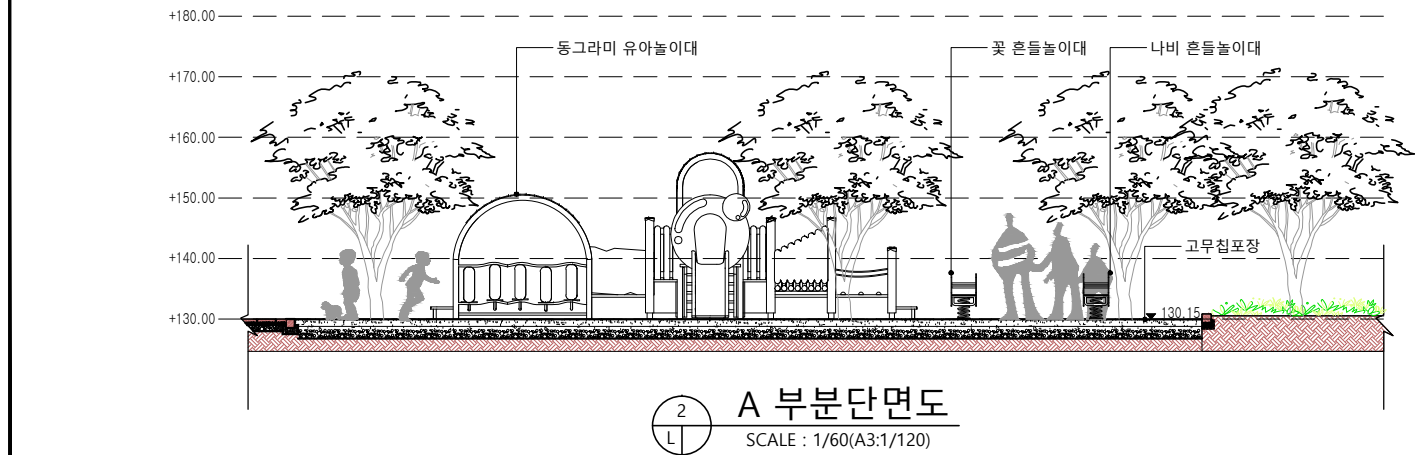 +180.00
동그라미 유아놀이대
꽃 흔들놀이대
나비 흔들놀이대
+170.00
+160.00
+150.00
+140.00
고무칩포장
+130.00
130.15
2
L
A 부분단면도
SCALE : 1/60(A3:1/120)